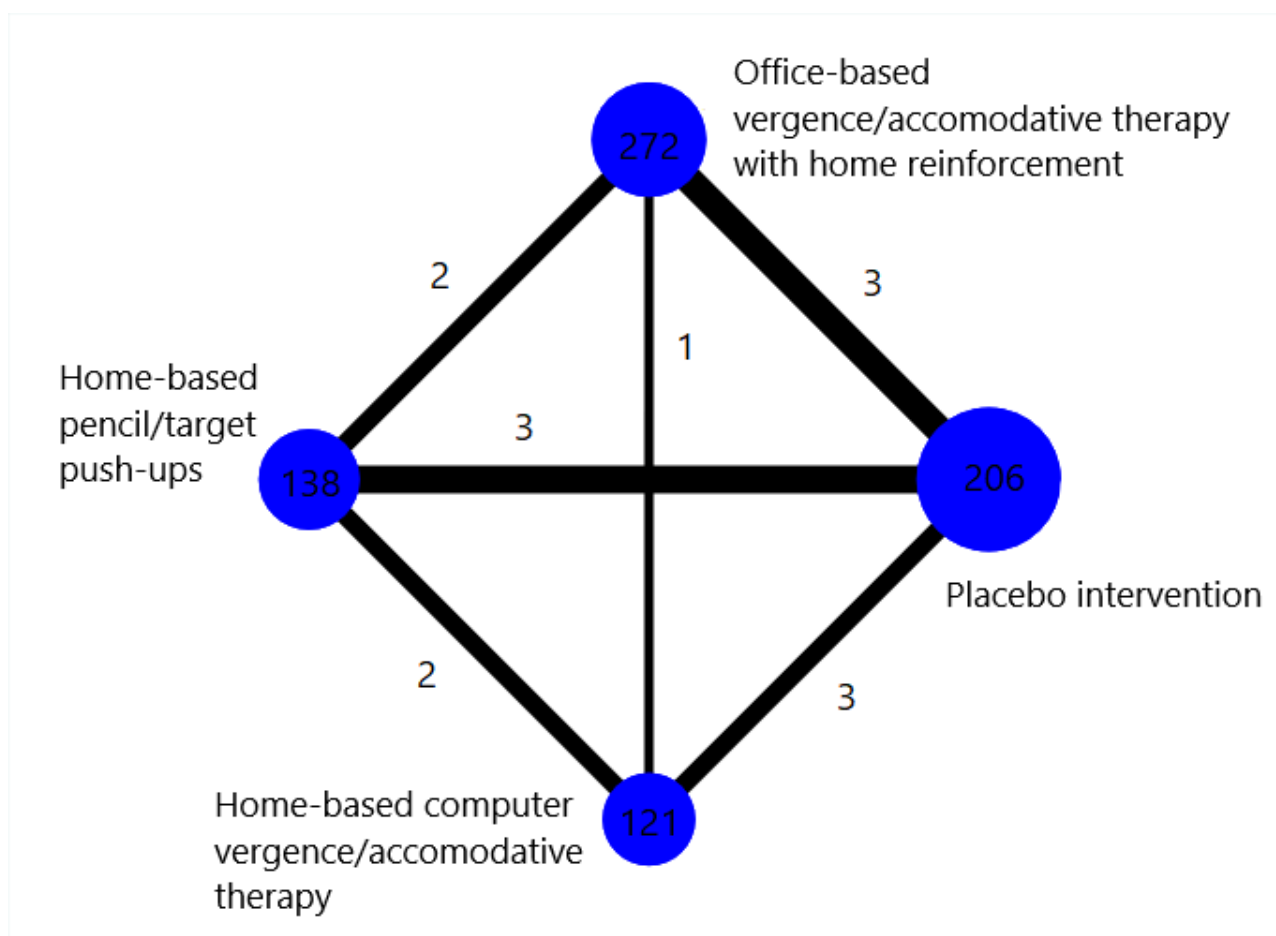 Office-based
vergence/accomodative therapy
with home reinforcement
272
2
3
1
Home-based
pencil/target
push-ups
3
138
206
Placebo intervention
2
3
Home-based computer
vergence/accomodative
therapy
121